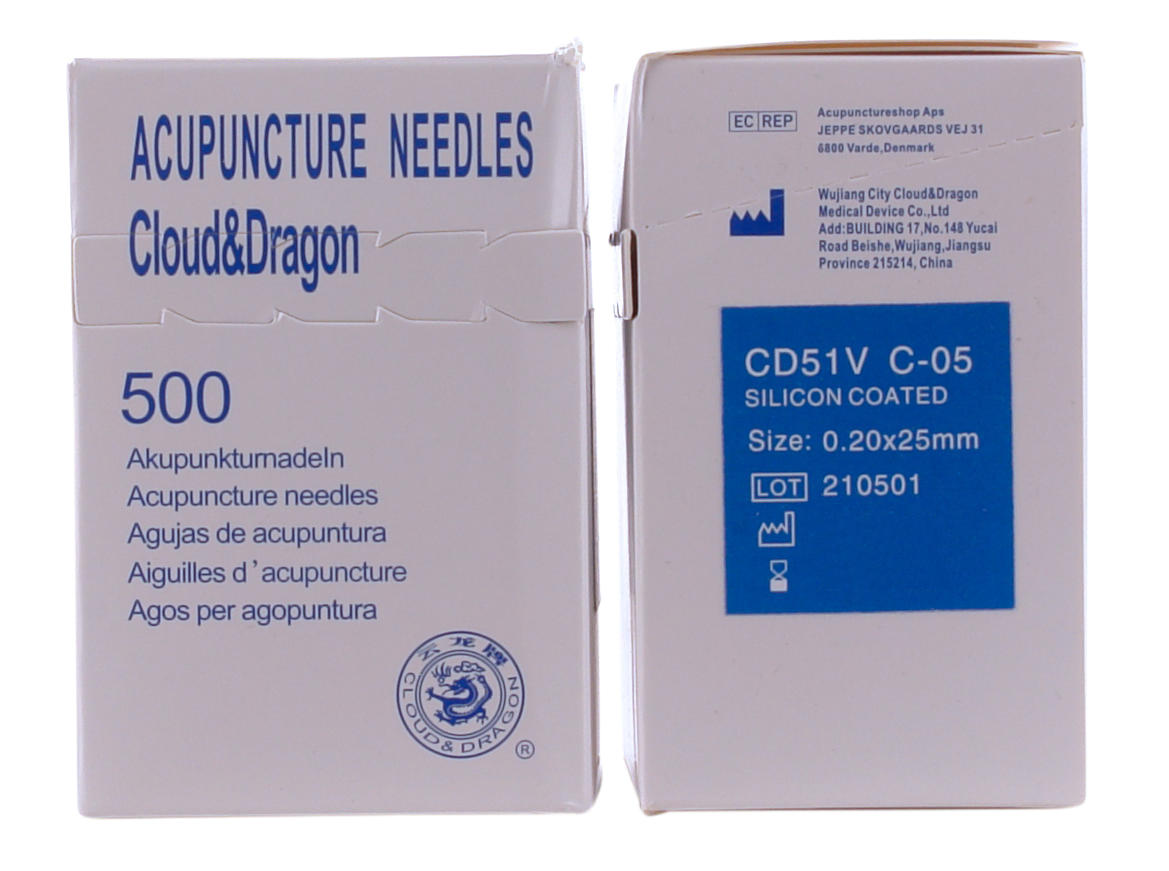 ACUPUNCTURE NEEDLES
Cloud&Dragon
500
Akupunkturnadeln
Acupuncture needles
Agujas de acupuntura
Aiguilles d'acupuncture
Agos per agopuntura
云龙牌
CLOUD & DRAGON
®
EC REP
Acupunctureshop Aps
JEPPE SKOVGAARDS VEJ 31
6800 Varde,Denmark
Wujiang City Cloud&Dragon
Medical Device Co.,Ltd
Add:BUILDING 17,No.148 Yucai
Road Beishe,Wujiang,Jiangsu
Province 215214, China
CD51V C-05
SILICON COATED
Size: 0.20x25mm
LOT 210501